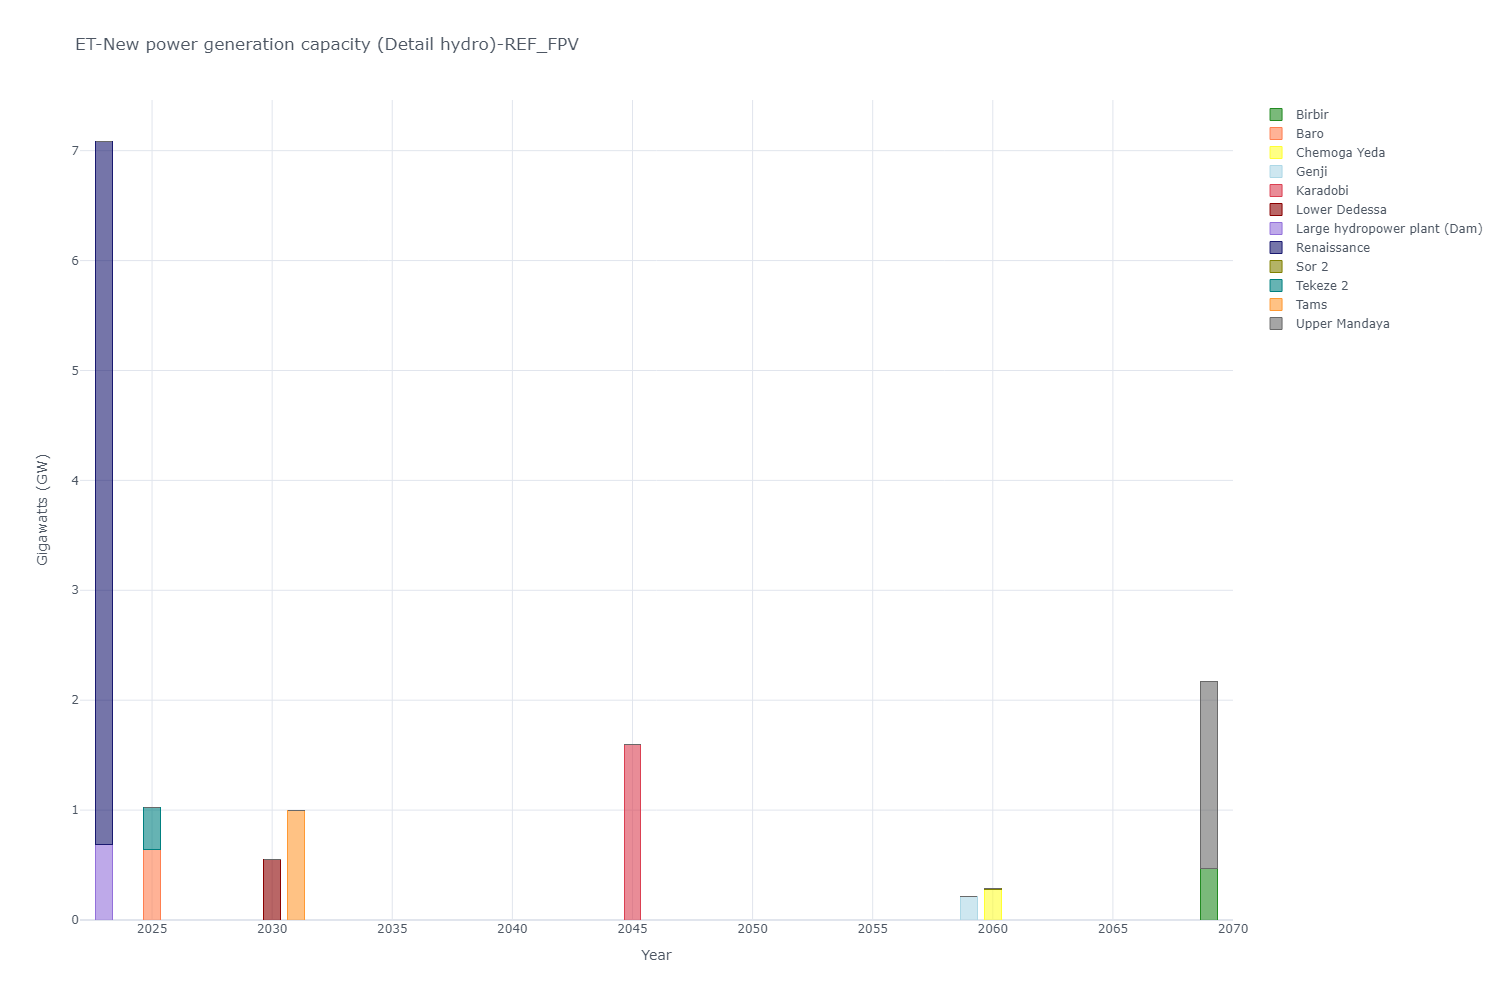 ET-New power generation capacity (Detail hydro)-REF_FPV
Gigawatts (GW)
7
6
5
4
3
2
1
0
2025
2030
2035
2040
2045
2050
2055
2060
2065
2070
Year
Birbir
Baro
Chemoga Yeda
Genji
Karadobi
Lower Dedessa
Large hydropower plant (Dam)
Renaissance
Sor 2
Tekeze 2
Tams
Upper Mandaya